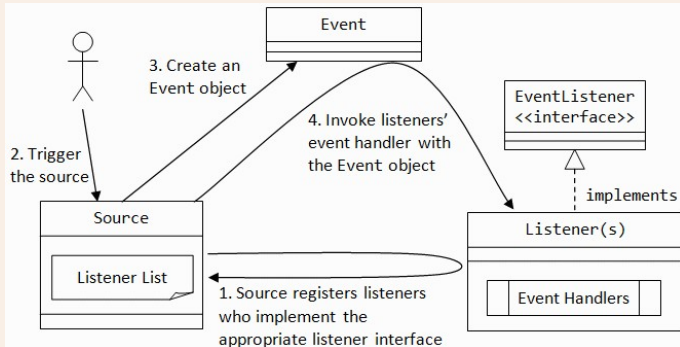 Event
3. Create an
Event object
EventListener
<<interface>>
4. Invoke listeners'
event handler with
the Event object
2. Trigger
the source
implements
Source
Listener(s)
Listener List
Event Handlers
1. Source registers listeners
who implement the
appropriate listener interface